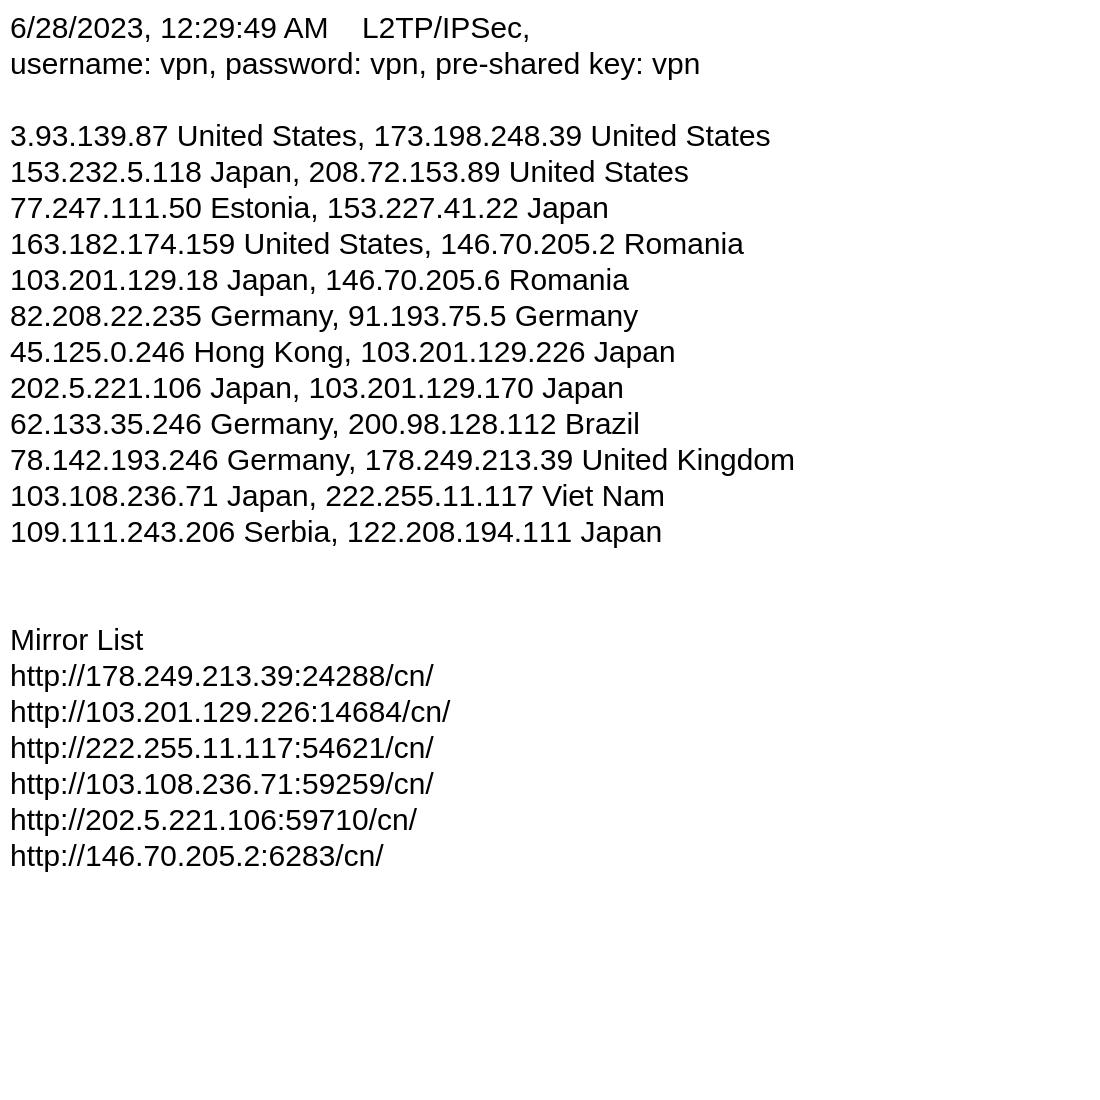 6/28/2023, 12:29:49 AM    L2TP/IPSec,
username: vpn, password: vpn, pre-shared key: vpn
3.93.139.87 United States, 173.198.248.39 United States
153.232.5.118 Japan, 208.72.153.89 United States
77.247.111.50 Estonia, 153.227.41.22 Japan
163.182.174.159 United States, 146.70.205.2 Romania
103.201.129.18 Japan, 146.70.205.6 Romania
82.208.22.235 Germany, 91.193.75.5 Germany
45.125.0.246 Hong Kong, 103.201.129.226 Japan
202.5.221.106 Japan, 103.201.129.170 Japan
62.133.35.246 Germany, 200.98.128.112 Brazil
78.142.193.246 Germany, 178.249.213.39 United Kingdom
103.108.236.71 Japan, 222.255.11.117 Viet Nam
109.111.243.206 Serbia, 122.208.194.111 Japan
Mirror List
http://178.249.213.39:24288/cn/
http://103.201.129.226:14684/cn/
http://222.255.11.117:54621/cn/
http://103.108.236.71:59259/cn/
http://202.5.221.106:59710/cn/
http://146.70.205.2:6283/cn/